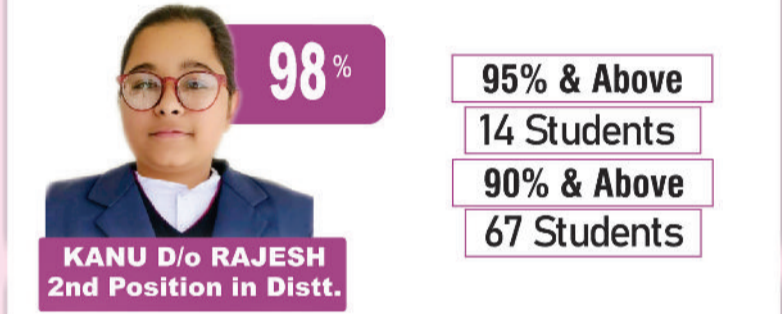 98%
KANU D/o RAJESH
2nd Position in Distt.
95% & Above
14 Students
90% & Above
67 Students